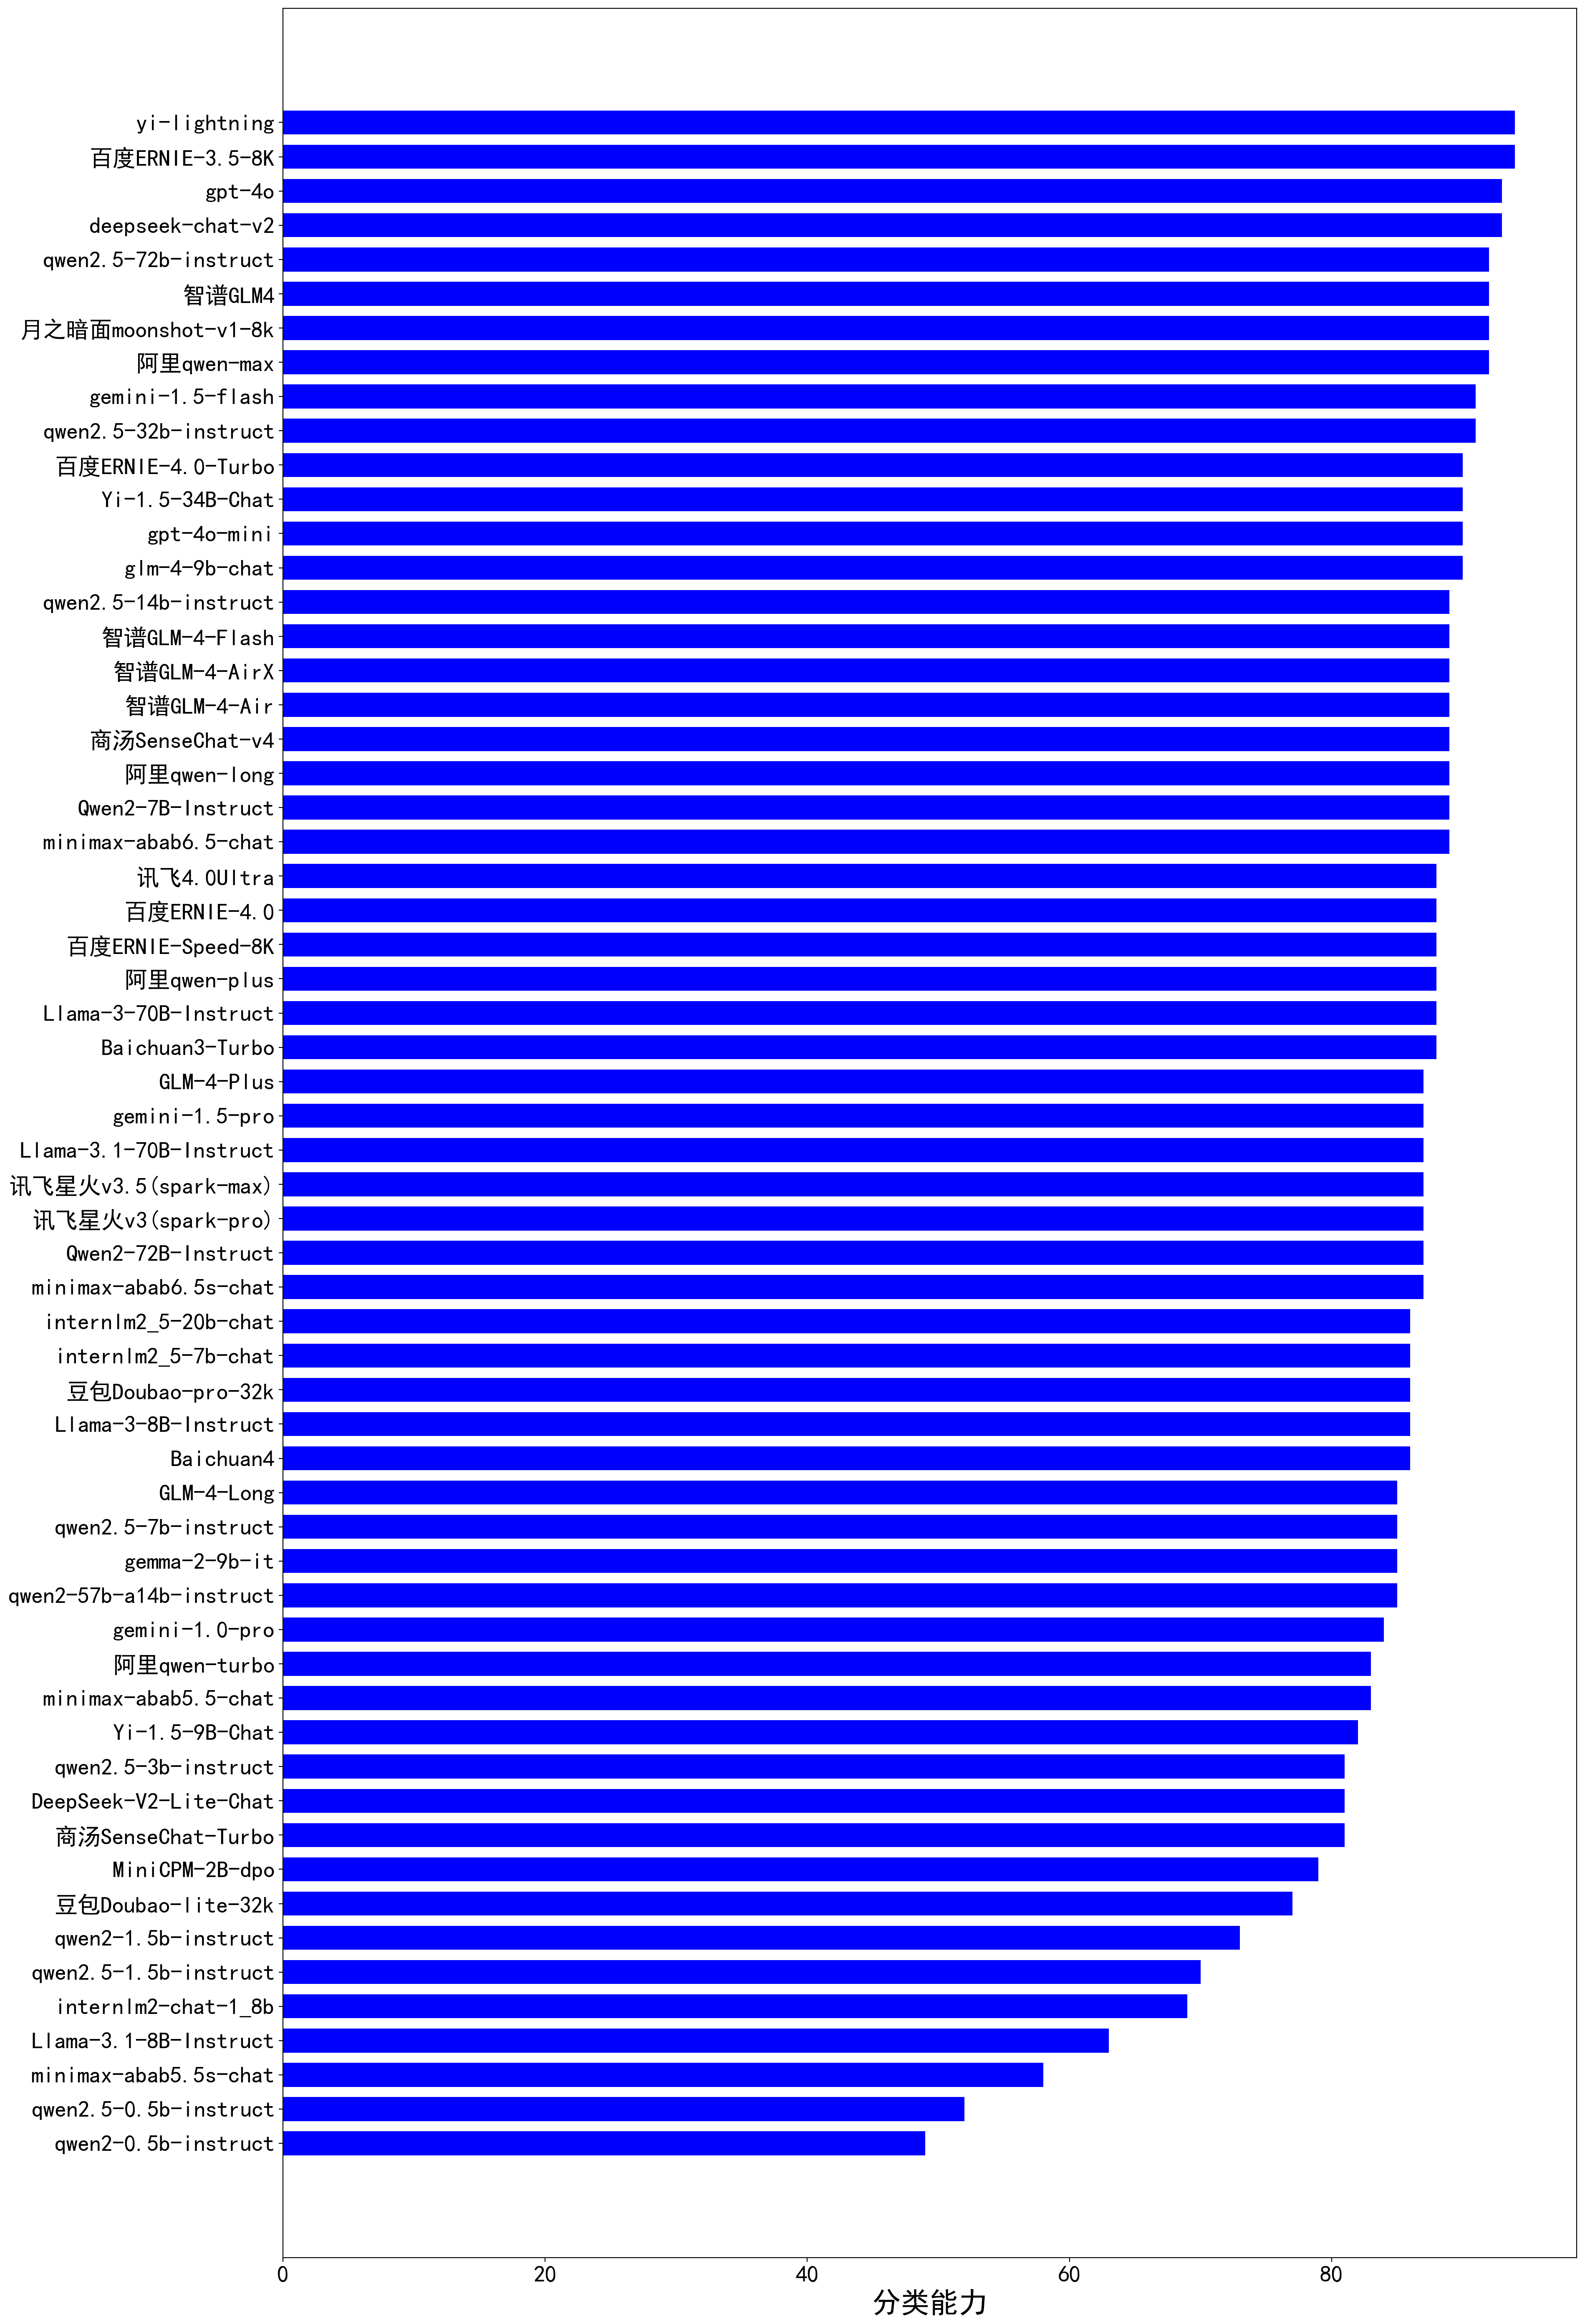 yi-lightning
百度ERNIE-3.5-8K
gpt-4o
deepseek-chat-v2
qwen2.5-72b-instruct
智谱GLM4
月之暗面moonshot-v1-8k
阿里qwen-max
gemini-1.5-flash
qwen2.5-32b-instruct
百度ERNIE-4.0-Turbo
Yi-1.5-34B-Chat
gpt-4o-mini
glm-4-9b-chat
qwen2.5-14b-instruct
智谱GLM-4-Flash
智谱GLM-4-AirX
智谱GLM-4-Air
商汤SenseChat-v4
阿里qwen-long
Qwen2-7B-Instruct
minimax-abab6.5-chat
讯飞4.0Ultra
百度ERNIE-4.0
百度ERNIE-Speed-8K
阿里qwen-plus
Llama-3-70B-Instruct
Baichuan3-Turbo
GLM-4-Plus
gemini-1.5-pro
Llama-3.1-70B-Instruct
讯飞星火v3.5(spark-max)
讯飞星火v3(spark-pro)
Qwen2-72B-Instruct
minimax-abab6.5s-chat
internlm2_5-20b-chat
internlm2_5-7b-chat
豆包Doubao-pro-32k
Llama-3-8B-Instruct
Baichuan4
GLM-4-Long
qwen2.5-7b-instruct
gemma-2-9b-it
qwen2-57b-a14b-instruct
gemini-1.0-pro
阿里qwen-turbo
minimax-abab5.5-chat
Yi-1.5-9B-Chat
qwen2.5-3b-instruct
DeepSeek-V2-Lite-Chat
商汤SenseChat-Turbo
MiniCPM-2B-dpo
豆包Doubao-lite-32k
qwen2-1.5b-instruct
qwen2.5-1.5b-instruct
internlm2-chat-1_8b
Llama-3.1-8B-Instruct
minimax-abab5.5s-chat
qwen2.5-0.5b-instruct
qwen2-0.5b-instruct
0 20 40 60 80
分类能力